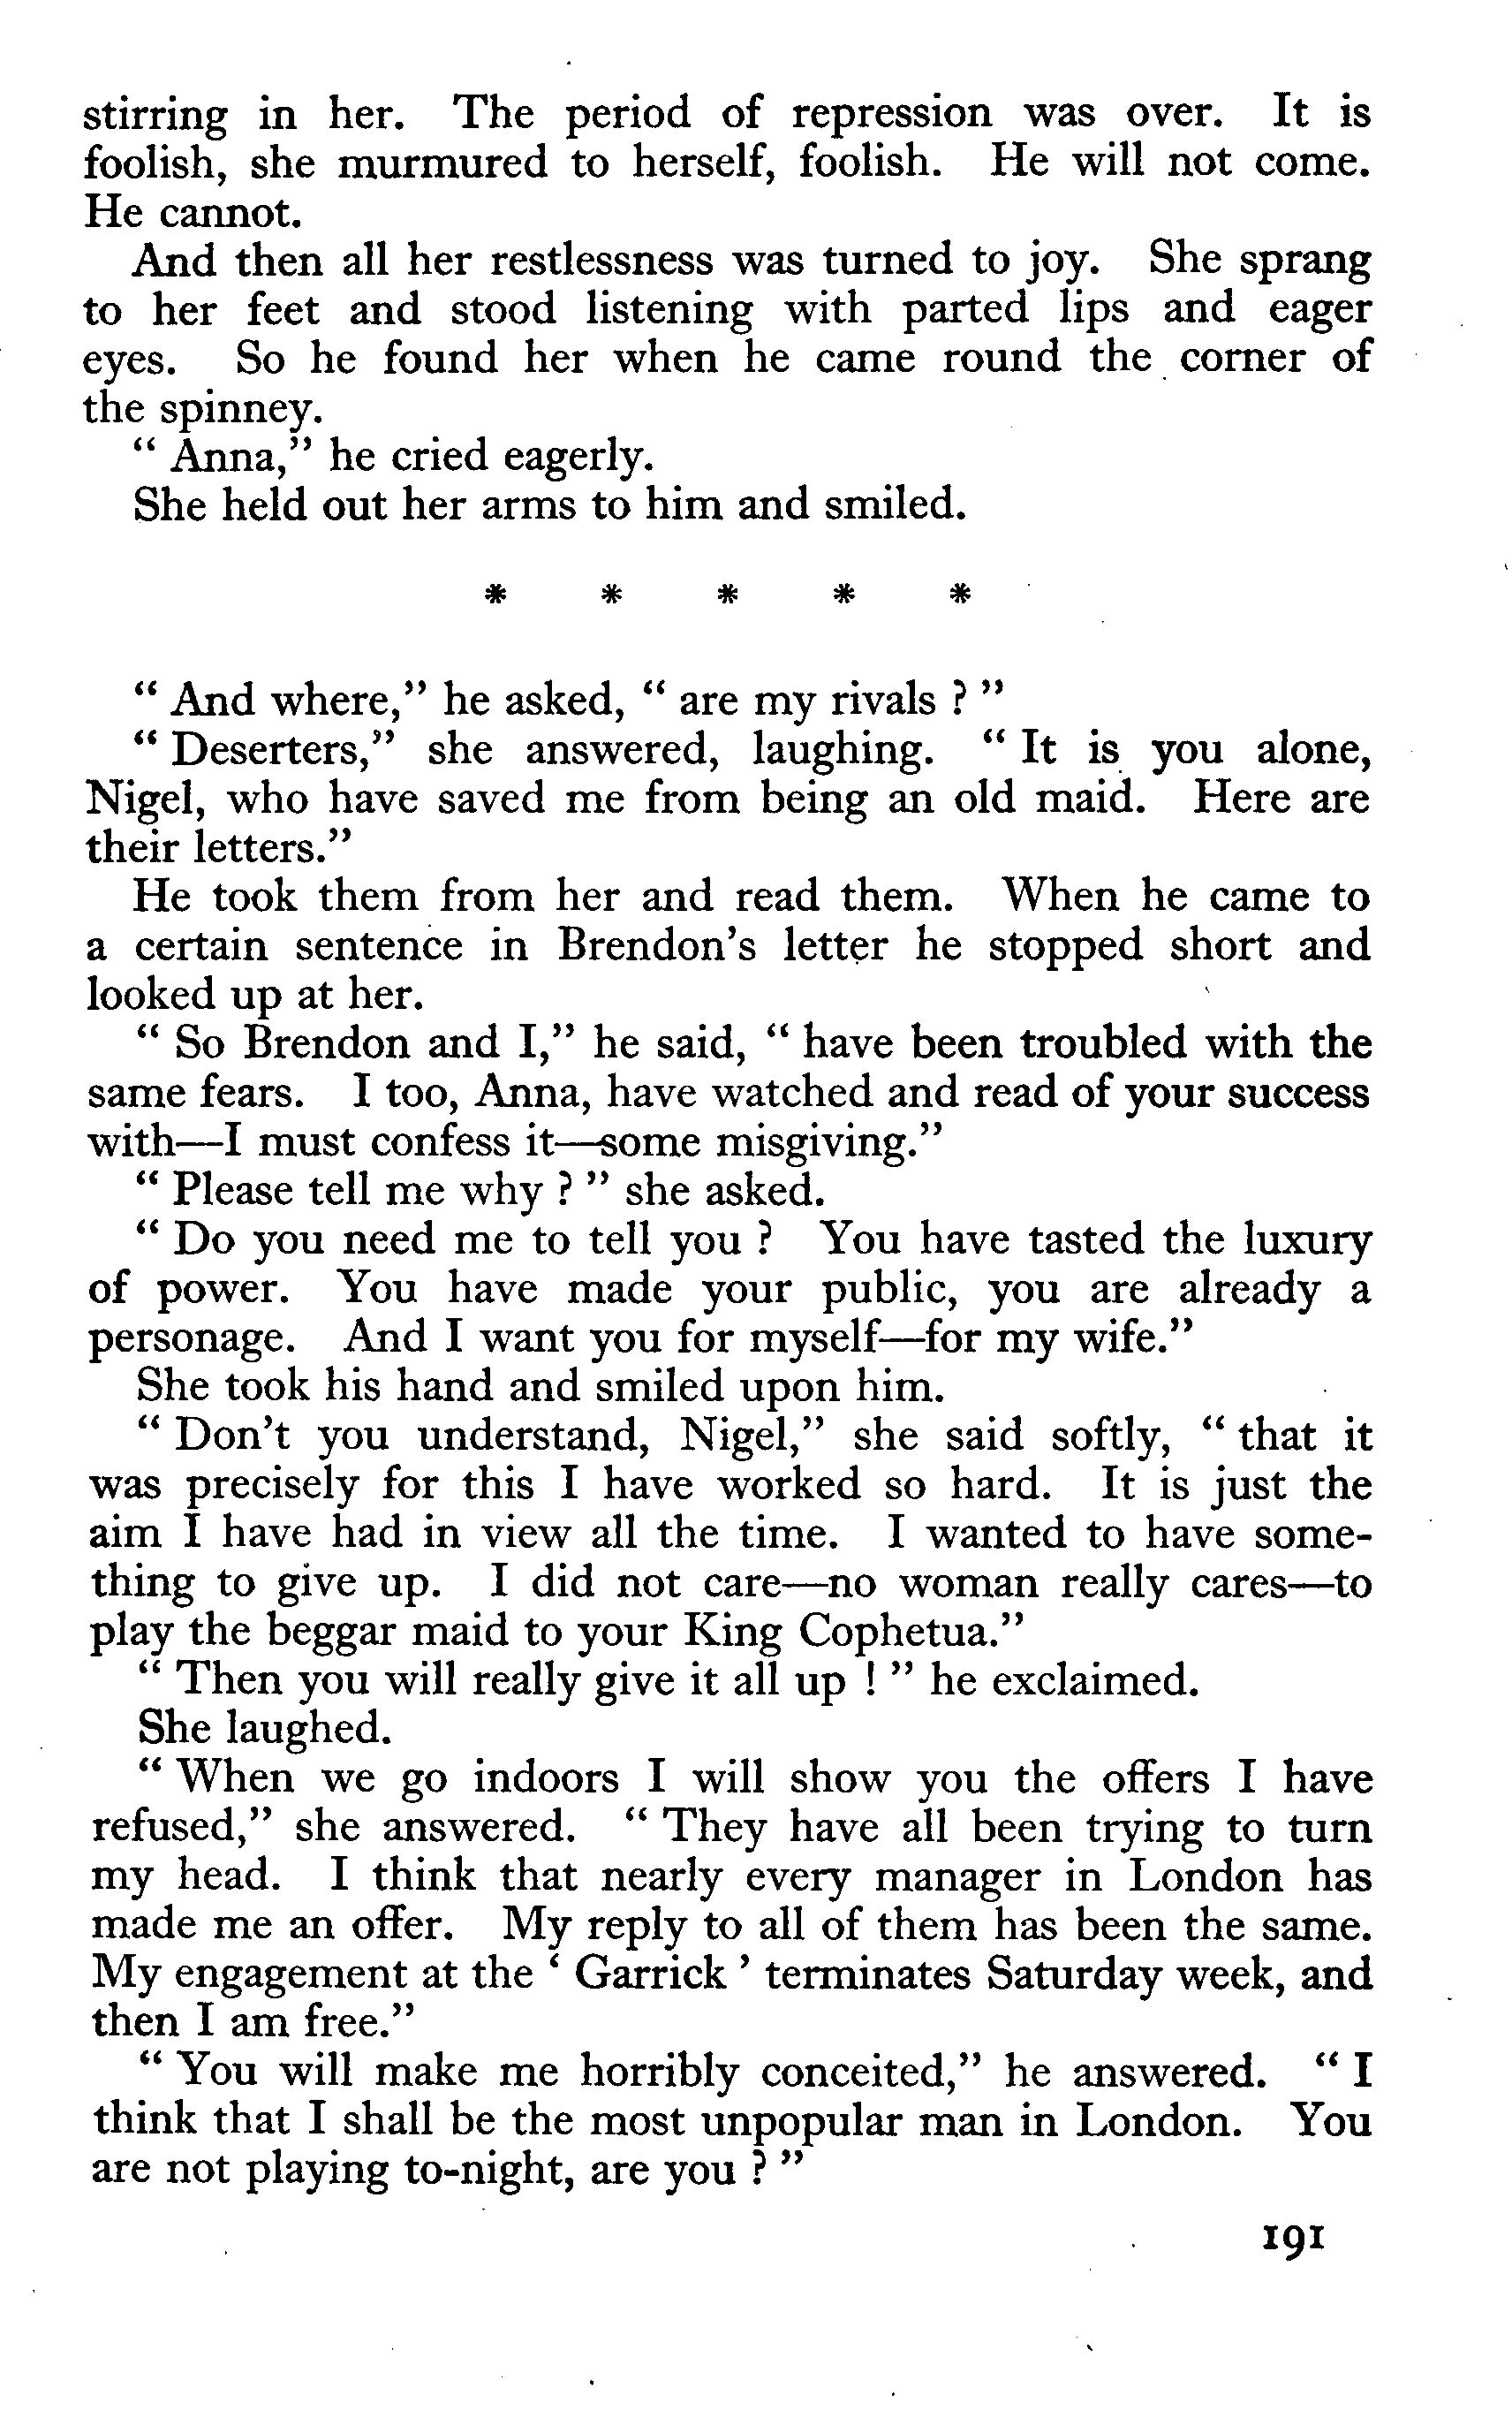 stirring in her. The period of repression was over. It is
foolish, she murmured to herself, foolish. He will not come.
He cannot.
And then all her restlessness was turned to joy. She sprang
to her feet and stood listening with parted lips and eager
eyes. So he found her when he came round the corner of
the spinney.
“ Anna,” he cried eagerly.
She held out her arms to him and smiled.
* * * * *
“ And where,” he asked, “ are my rivals ? ”
“ Deserters,” she answered, laughing. “ It is you alone,
Nigel, who have saved me from being an old maid. Here are
their letters.”
He took them from her and read them. When he came to
a certain sentence in Brendon’s letter he stopped short and
looked up at her.
“ So Brendon and I,” he said, “ have been troubled with the
same fears. I too, Anna, have watched and read of your success
with—I must confess it—some misgiving.”
“ Please tell me why ? ” she asked.
“ Do you need me to tell you ? You have tasted the luxury
of power. You have made your public, you are already a
personage. And I want you for myself—for my wife.”
She took his hand and smiled upon him.
“ Don’t you understand, Nigel,” she said softly, “ that it
was precisely for this I have worked so hard. It is just the
aim I have had in view all the time. I wanted to have some-
thing to give up. I did not care—no woman really cares—to
play the beggar maid to your King Cophetua.”
“ Then you will really give it all up ! ” he exclaimed.
She laughed.
“ When we go indoors I will show you the offers I have
refused,” she answered. “ They have all been trying to turn
my head. I think that nearly every manager in London has
made me an offer. My reply to all of them has been the same.
My engagement at the ‘ Garrick ’ terminates Saturday week, and
then I am free.”
“ You will make me horribly conceited,” he answered. “ I
think that I shall be the most unpopular man in London. You
are not playing to-night, are you ? ”
191